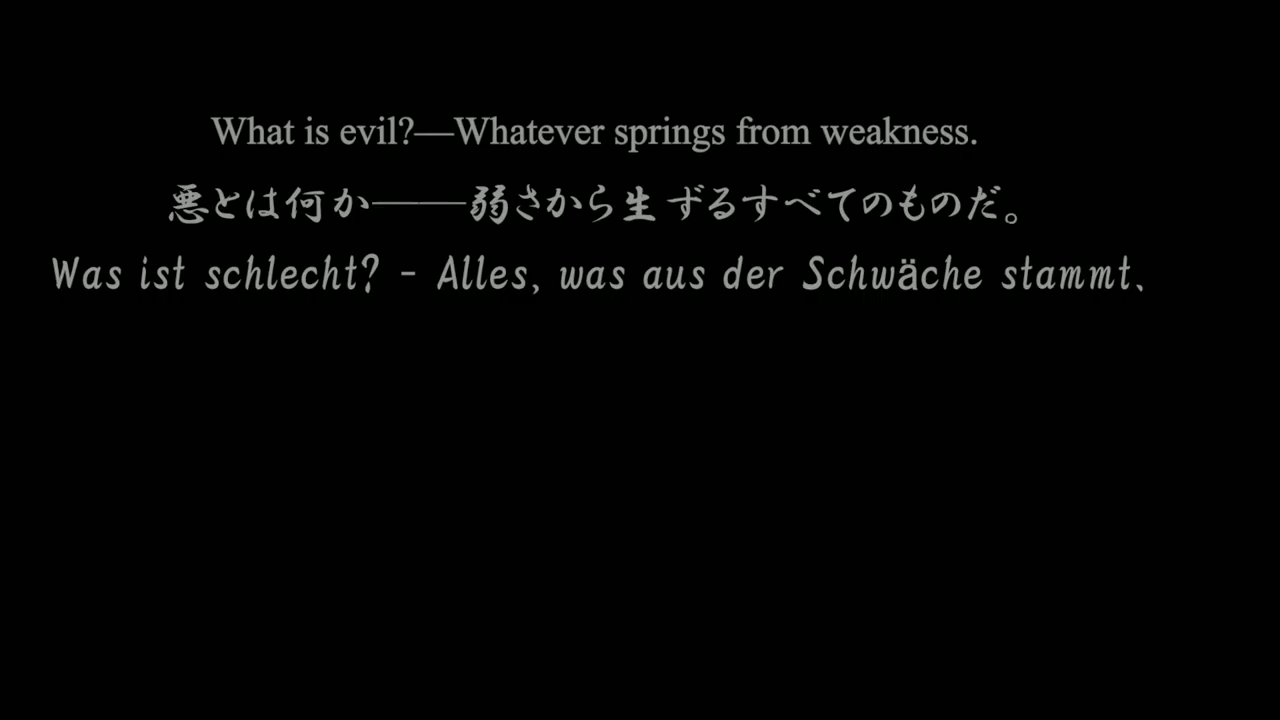 What is evil?—Whatever springs from weakness.
悪とは何か――弱さから生ずるすべてのものだ。
Was ist schlecht? - Alles, was aus der Schwäche stammt.